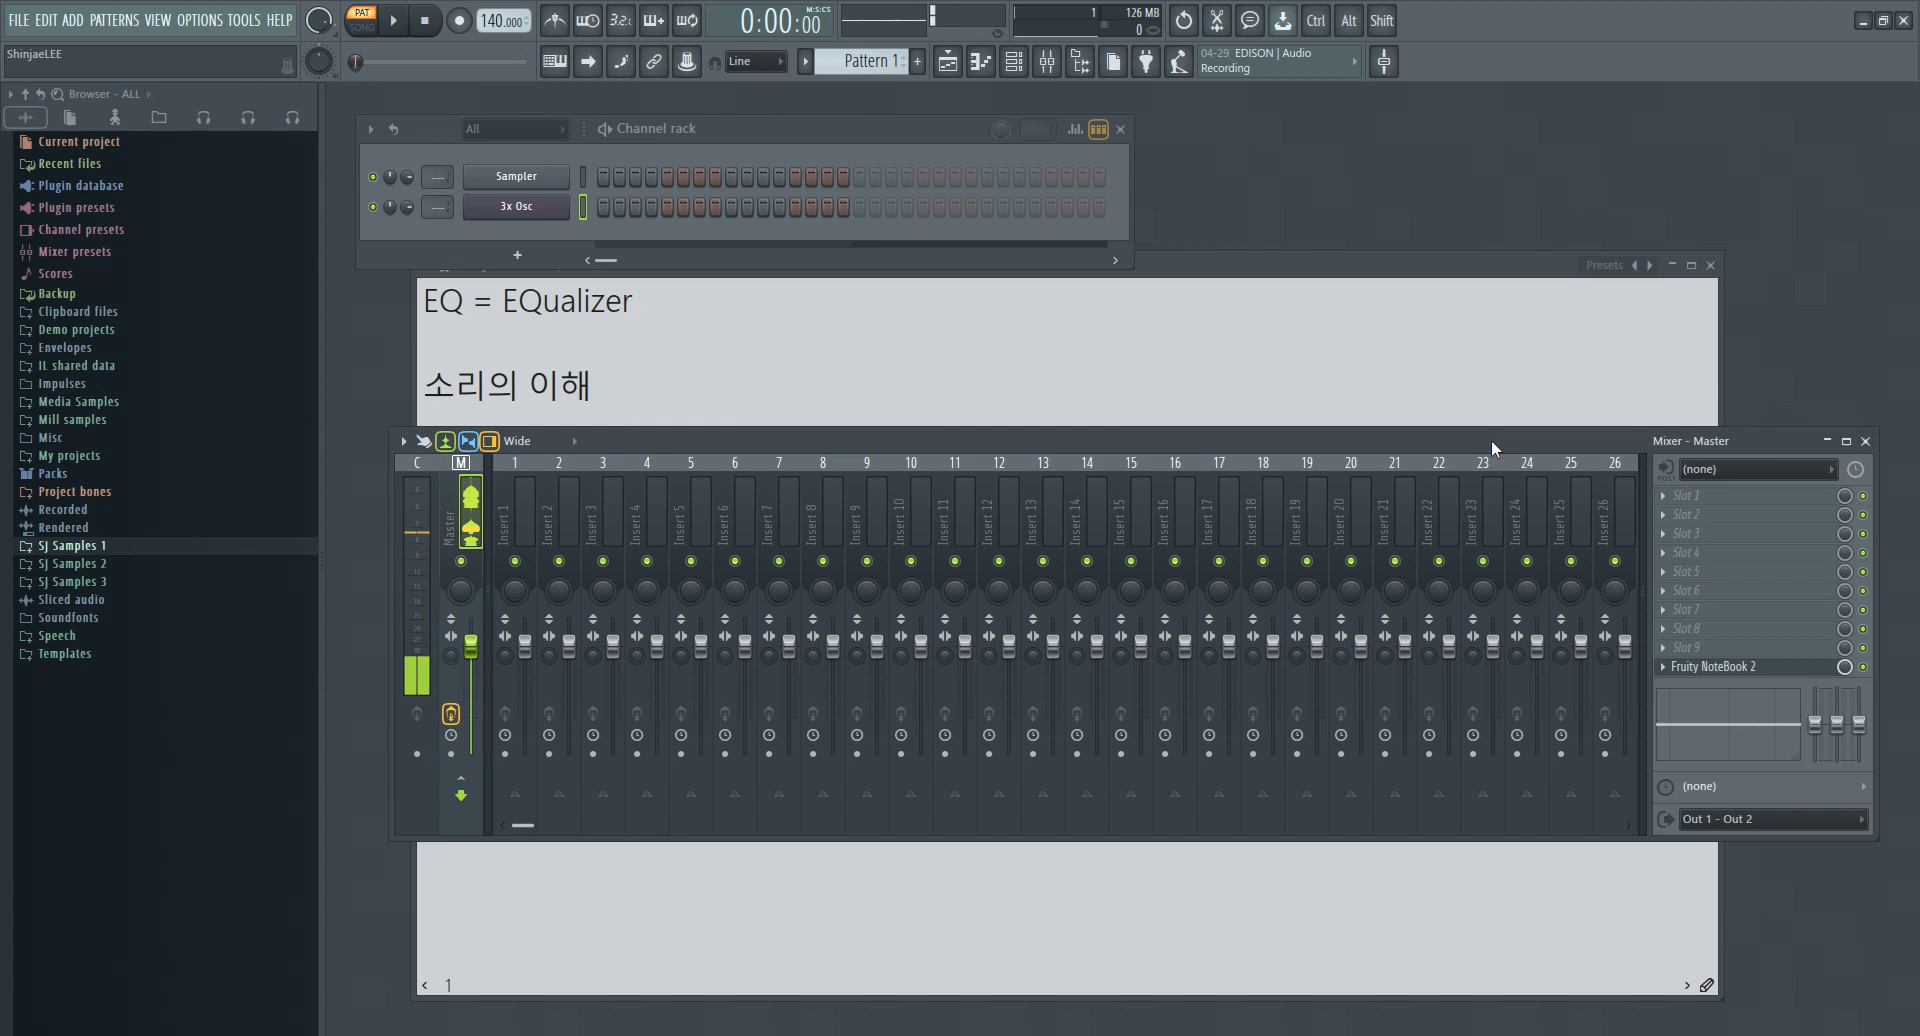 FILE EDIT ADD PATTERNS VIEW OPTIONS TOOLS HELP
PAT
SONG
140.000
3.2.
M:S:CS
0:00:00
1
126 MB
0
Ctrl
Alt
Shift
ShinjaeLEE
Line
Pattern 1
+
04-29 EDISON | Audio
Recording
Browser - ALL
Current project
Recent files
Plugin database
Plugin presets
Channel presets
Mixer presets
Scores
Backup
Clipboard files
Demo projects
Envelopes
IL shared data
Impulses
Media Samples
Mill samples
Misc
My projects
Packs
Project bones
Recorded
Rendered
SJ Samples 1
SJ Samples 2
SJ Samples 3
Sliced audio
Soundfonts
Speech
Templates
All
Channel rack
---
Sampler
---
3x Osc
+
Presets
EQ = EQualizer
소리의 이해
Wide
Mixer - Master
C M 1 2 3 4 5 6 7 8 9 10 11 12 13 14 15 16 17 18 19 20 21 22 23 24 25 26
Master
Insert 1
Insert 2
Insert 3
Insert 4
Insert 5
Insert 6
Insert 7
Insert 8
Insert 9
Insert 10
Insert 11
Insert 12
Insert 13
Insert 14
Insert 15
Insert 16
Insert 17
Insert 18
Insert 19
Insert 20
Insert 21
Insert 22
Insert 23
Insert 24
Insert 25
Insert 26
POST
(none)
Slot 1
Slot 2
Slot 3
Slot 4
Slot 5
Slot 6
Slot 7
Slot 8
Slot 9
Fruity NoteBook 2
(none)
Out 1 - Out 2
1